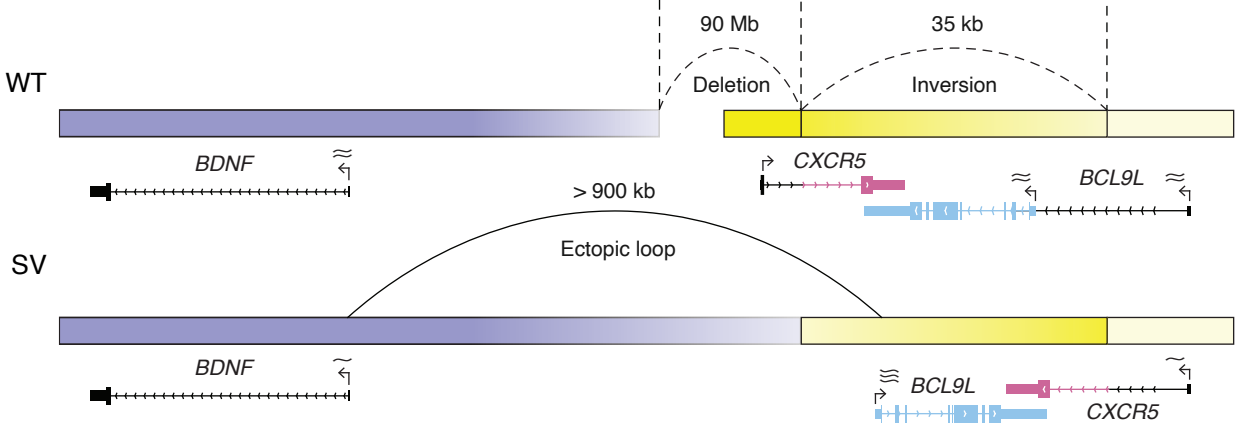 90 Mb
35 kb
WT
Deletion
Inversion
BDNF
CXCR5
BCL9L
> 900 kb
Ectopic loop
SV
BDNF
BCL9L
CXCR5